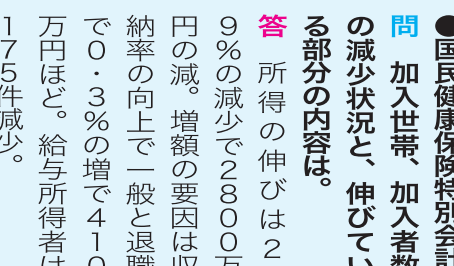 ●国民健康保険特別会計
問 加入世帯、加入者数
の減少状況と、伸びてい
る部分の内容は。
答 所得の伸びは2
9%の減少で2800万
円の減。増額の要因は収
納率の向上で一般と退職
で0・3%の増で410
万円ほど。給与所得者は
175件減少。